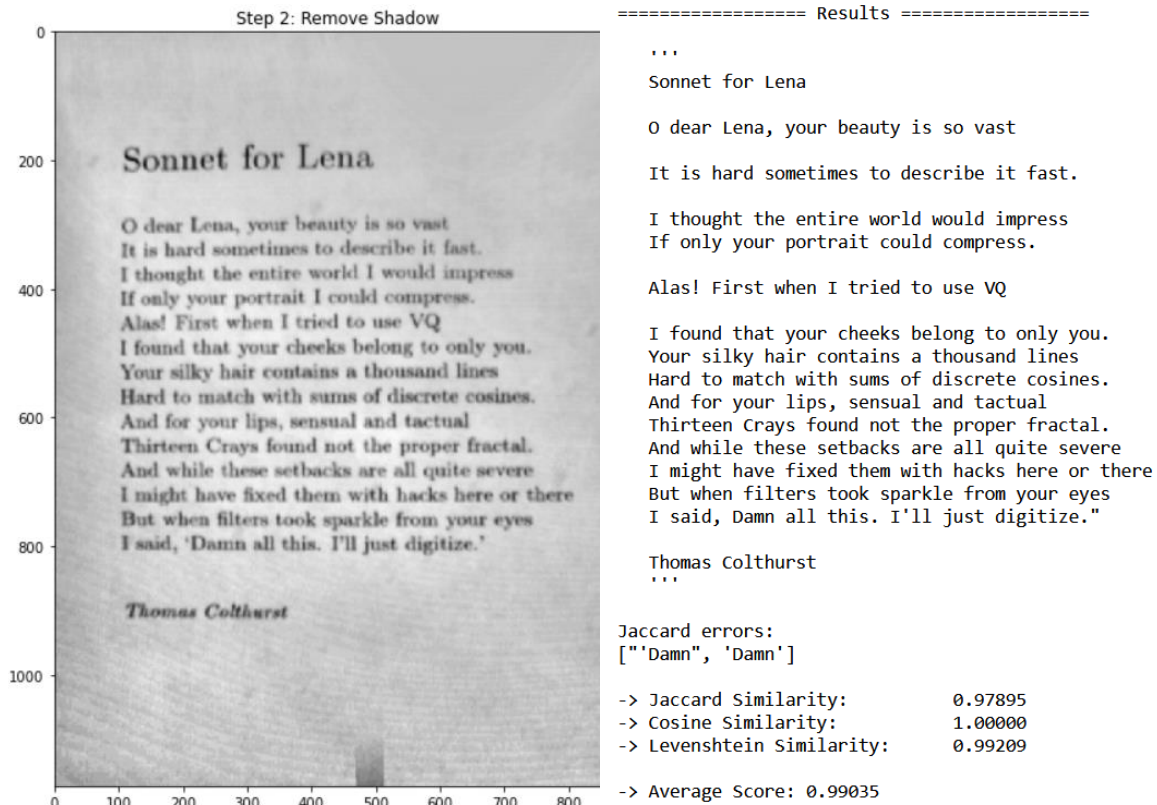 Step 2: Remove Shadow
0
200
400
600
800
1000
0 100 200 300 400 500 600 700 800
Sonnet for Lena
O dear Lena, your beauty is so vast
It is hard sometimes to describe it fast.
I thought the entire world I would impress
If only your portrait I could compress.
Alas! First when I tried to use VQ
I found that your cheeks belong to only you.
Your silky hair contains a thousand lines
Hard to match with sums of discrete cosines.
And for your lips, sensual and tactual
Thirteen Crays found not the proper fractal.
And while these setbacks are all quite severe
I might have fixed them with hacks here or there
But when filters took sparkle from your eyes
I said, ‘Damn all this. I'll just digitize.’
Thomas Colthurst
================== Results ==================
'''
Sonnet for Lena
O dear Lena, your beauty is so vast
It is hard sometimes to describe it fast.
I thought the entire world would impress
If only your portrait could compress.
Alas! First when I tried to use VQ
I found that your cheeks belong to only you.
Your silky hair contains a thousand lines
Hard to match with sums of discrete cosines.
And for your lips, sensual and tactual
Thirteen Crays found not the proper fractal.
And while these setbacks are all quite severe
I might have fixed them with hacks here or there
But when filters took sparkle from your eyes
I said, Damn all this. I'll just digitize."
Thomas Colthurst
'''
Jaccard errors:
["'Damn", 'Damn']
-> Jaccard Similarity: 0.97895
-> Cosine Similarity: 1.00000
-> Levenshtein Similarity: 0.99209
-> Average Score: 0.99035